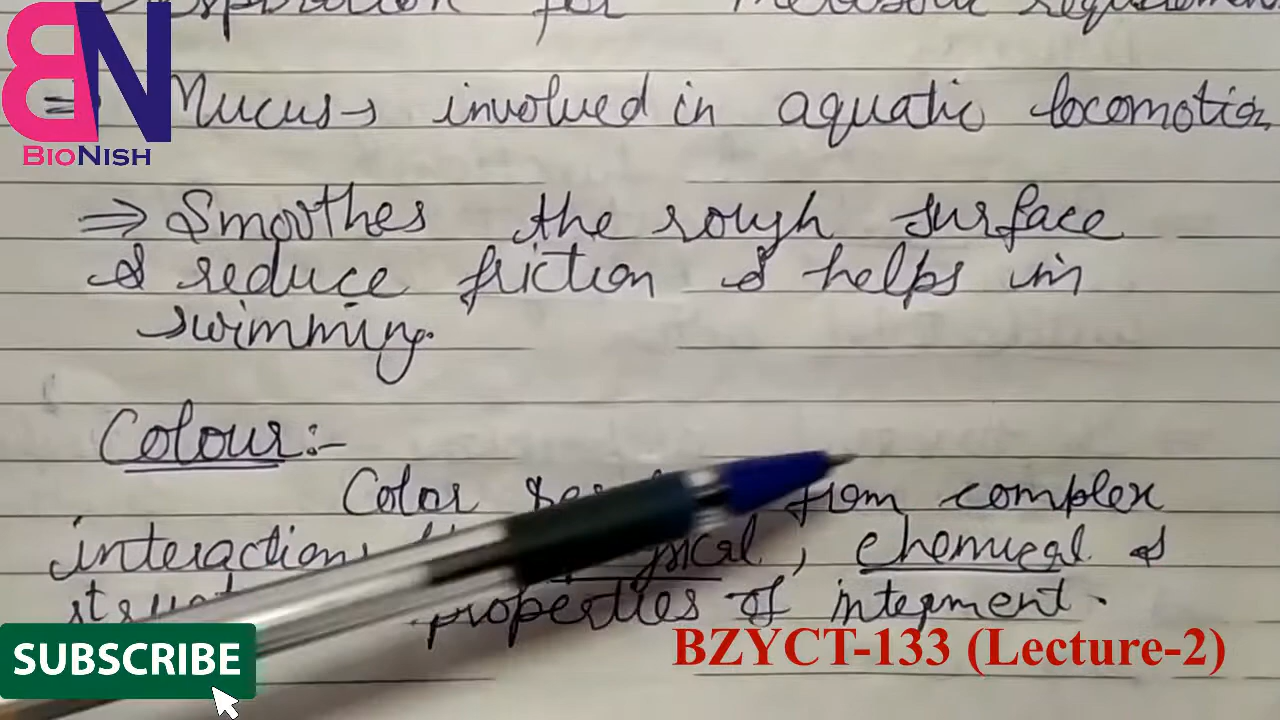 for
BN
BIONISH
⇒ Mucus → involved in aquatic locomotion
⇒ Smoothes the rough surface
& reduce friction & helps in
swimming.
Colour:-
Color from complex
interaction , chemical &
properties of integment.
BZYCT-133 (Lecture-2)
SUBSCRIBE